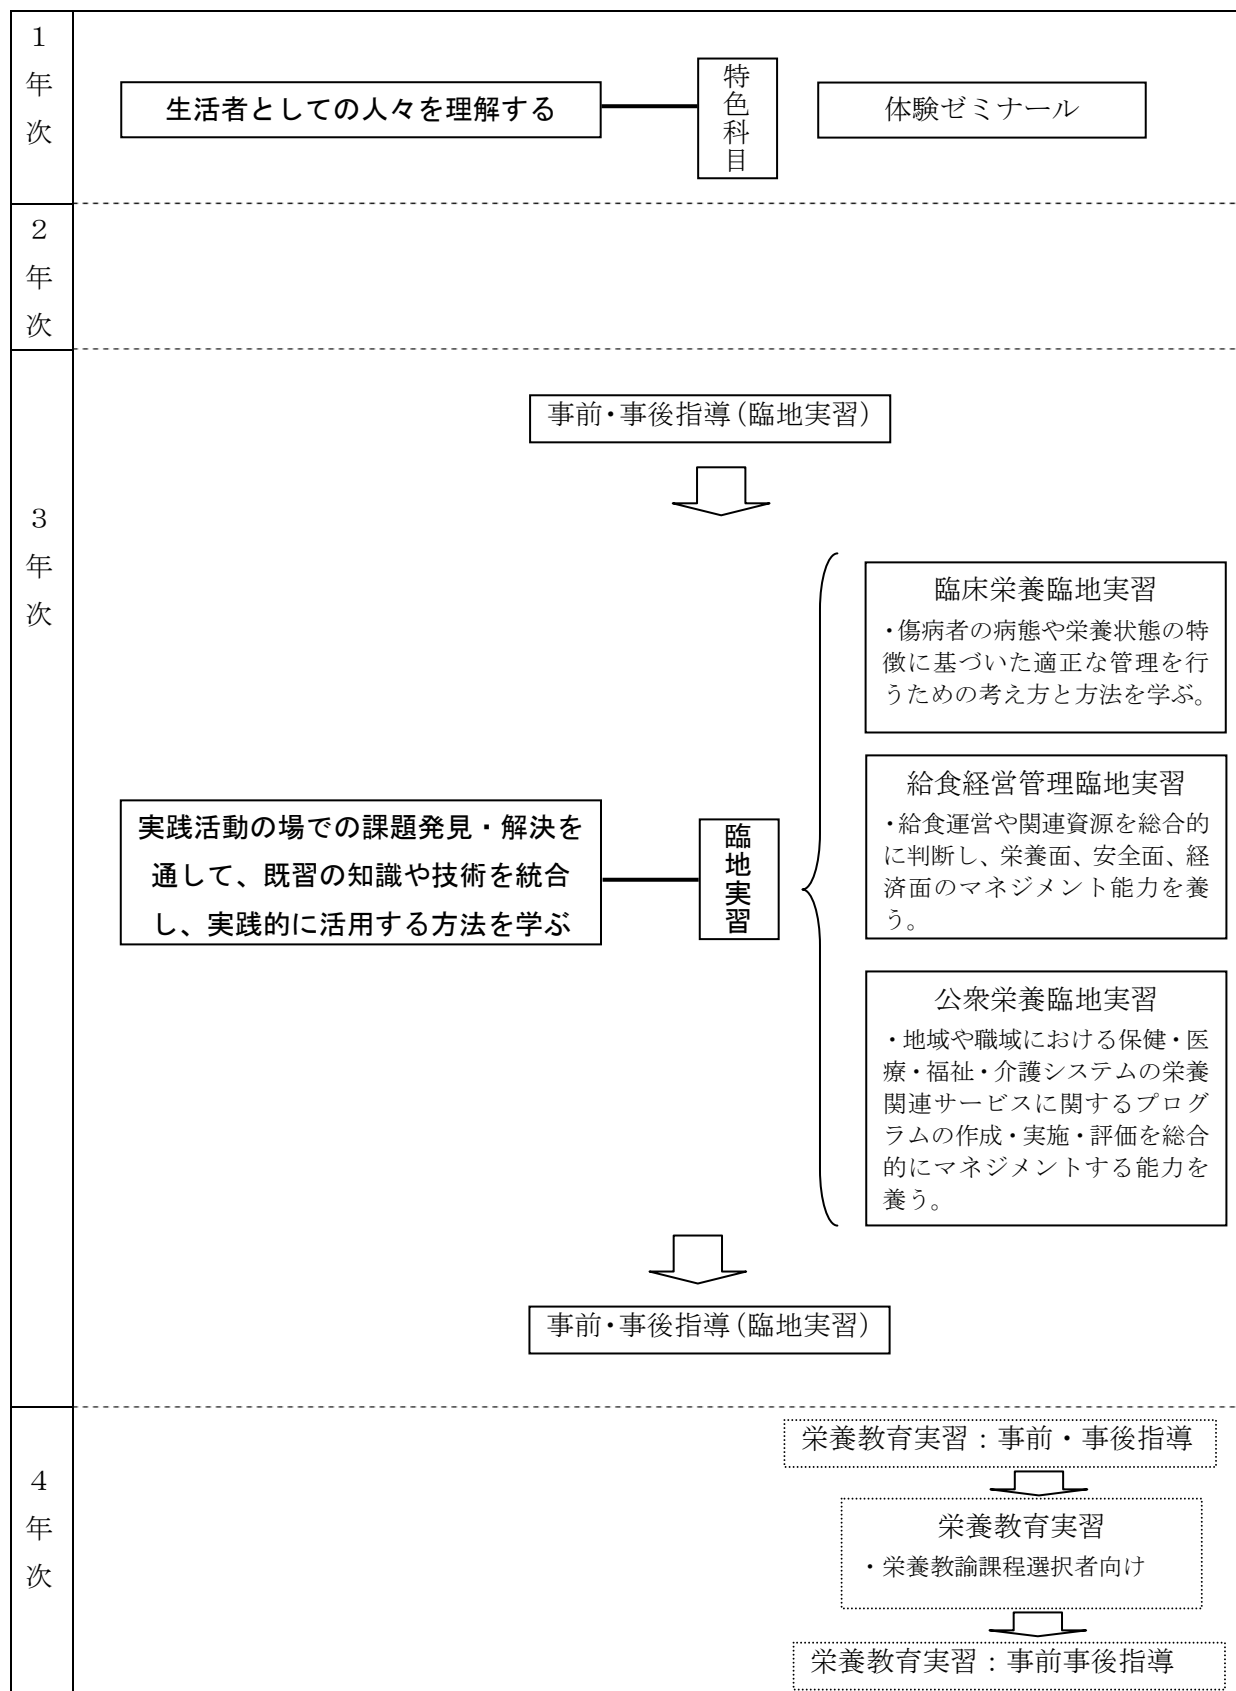 1
年
次
生活者としての人々を理解する
特色科目
体験ゼミナール
2
年
次
3
年
次
事前・事後指導(臨地実習)
臨床栄養臨地実習
・傷病者の病態や栄養状態の特
徴に基づいた適正な管理を行
うための考え方と方法を学ぶ。
給食経営管理臨地実習
・給食運営や関連資源を総合的
に判断し、栄養面、安全面、経
済面のマネジメント能力を養
う。
実践活動の場での課題発見・解決を
通して、既習の知識や技術を統合
し、実践的に活用する方法を学ぶ
臨地実習
公衆栄養臨地実習
・地域や職域における保健・医
療・福祉・介護システムの栄養
関連サービスに関するプログ
ラムの作成・実施・評価を総合
的にマネジメントする能力を
養う。
事前・事後指導(臨地実習)
4
年
次
栄養教育実習：事前・事後指導
栄養教育実習
・栄養教諭課程選択者向け
栄養教育実習：事前事後指導